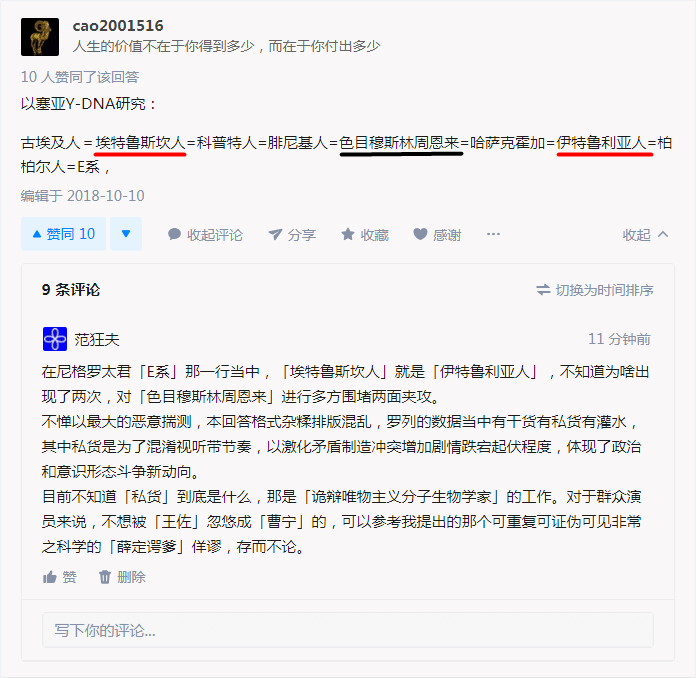 cao2001516
人生的价值不在于你得到多少，而在于你付出多少
10 人赞同了该回答
以塞亚Y-DNA研究：
古埃及人＝埃特鲁斯坎人=科普特人＝腓尼基人=色目穆斯林周恩来=哈萨克霍加=伊特鲁利亚人=柏
柏尔人=E系，
编辑于 2018-10-10
赞同 10
收起评论
分享
收藏
感谢
收起
9 条评论
切换为时间排序
范狂夫
11 分钟前
在尼格罗太君「E系」那一行当中，「埃特鲁斯坎人」就是「伊特鲁利亚人」，不知道为啥出
现了两次，对「色目穆斯林周恩来」进行多方围堵两面夹攻。
不惮以最大的恶意揣测，本回答格式杂糅排版混乱，罗列的数据当中有干货有私货有灌水，
其中私货是为了混淆视听带节奏，以激化矛盾制造冲突增加剧情跌宕起伏程度，体现了政治
和意识形态斗争新动向。
目前不知道「私货」到底是什么，那是「诡辩唯物主义分子生物学家」的工作。对于群众演
员来说，不想被「王佐」忽悠成「曹宁」的，可以参考我提出的那个可重复可证伪可见非常
之科学的「薛定谔爹」佯谬，存而不论。
赞
删除
写下你的评论...